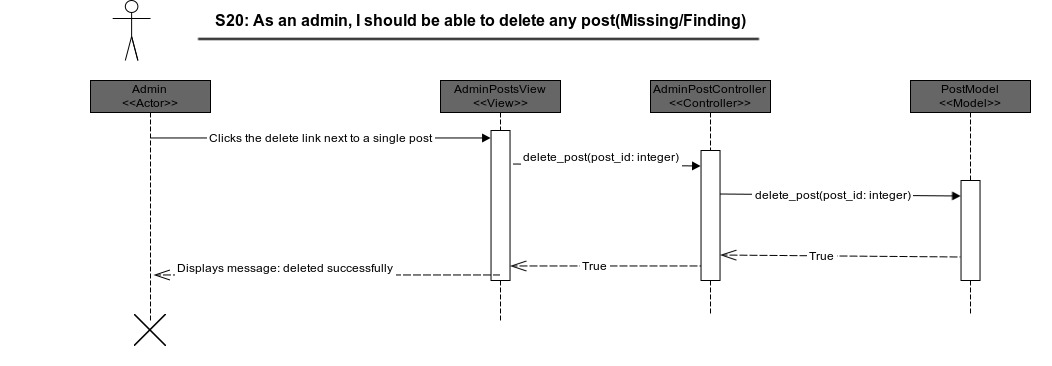 S20: As an admin, I should be able to delete any post(Missing/Finding)
Admin
<<Actor>>
AdminPostsView
<<View>>
AdminPostController
<<Controller>>
PostModel
<<Model>>
Clicks the delete link next to a single post
delete_post(post_id: integer)
delete_post(post_id: integer)
True
True
Displays message: deleted successfully